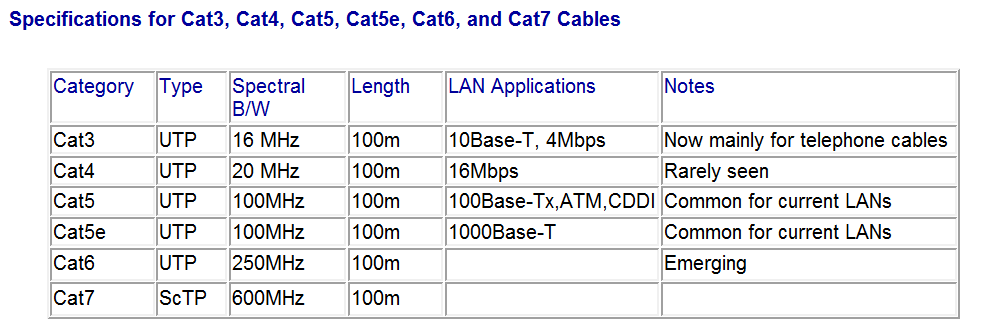 Specifications for Cat3, Cat4, Cat5, Cat5e, Cat6, and Cat7 Cables
Category Type Spectral B/W Length LAN Applications Notes
Cat3 UTP 16 MHz 100m 10Base-T, 4Mbps Now mainly for telephone cables
Cat4 UTP 20 MHz 100m 16Mbps Rarely seen
Cat5 UTP 100MHz 100m 100Base-Tx,ATM,CDDI Common for current LANs
Cat5e UTP 100MHz 100m 1000Base-T Common for current LANs
Cat6 UTP 250MHz 100m Emerging
Cat7 ScTP 600MHz 100m